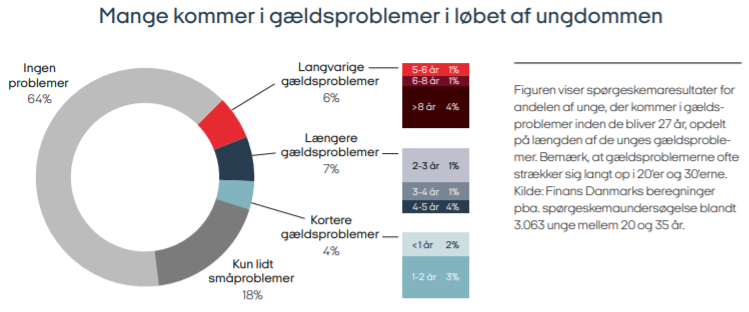 Mange kommer i gældsproblemer i løbet af ungdommen
Ingen
problemer
64%
Langvarige
gældsproblemer
6%
5-6 år 1%
6-8 år 1%
>8 år 4%
Længere
gældsproblemer
7%
2-3 år 1%
3-4 år 1%
4-5 år 4%
Kortere
gældsproblemer
4%
<1 år 2%
1-2 år 3%
Kun lidt
småproblemer
18%
Figuren viser spørgeskemaresultater for
andelen af unge, der kommer i gælds-
problemer inden de bliver 27 år, opdelt
på længden af de unges gældsproble-
mer. Bemærk, at gældsproblemerne ofte
strækker sig langt op i 20'er og 30'erne.
Kilde: Finans Danmarks beregninger
pba. spørgeskemaundersøgelse blandt
3.063 unge mellem 20 og 35 år.